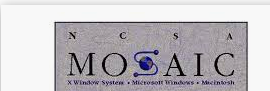 N C S A
MOSAIC
X Window System • Microsoft Windows • Macintosh